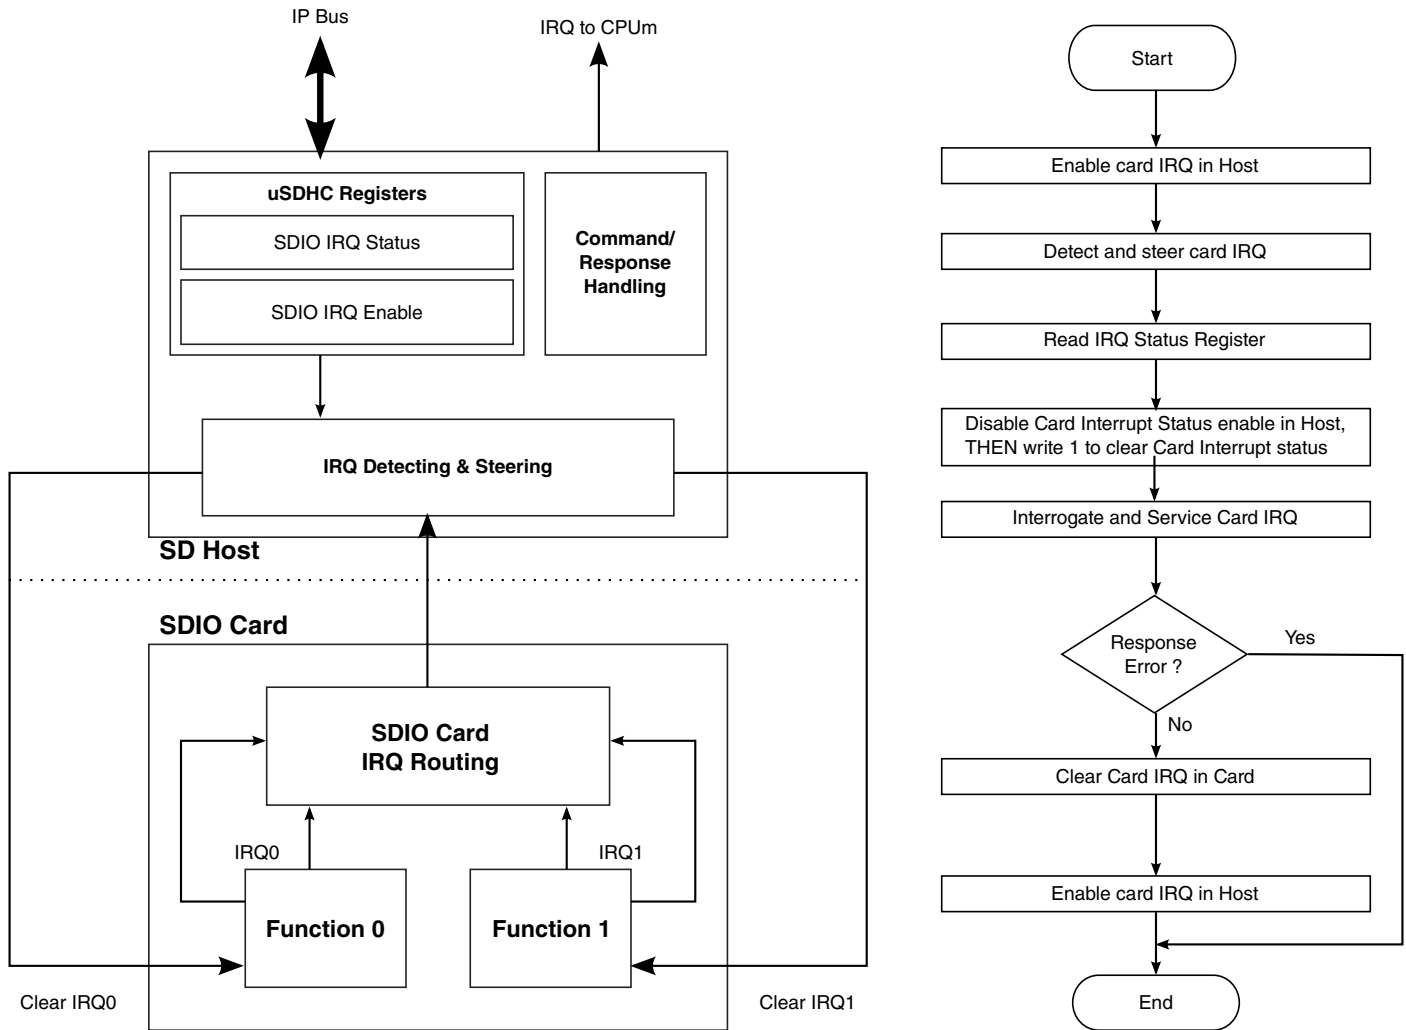 IP Bus
IRQ to CPUm
uSDHC Registers
SDIO IRQ Status
SDIO IRQ Enable
Command/
Response
Handling
IRQ Detecting & Steering
SD Host
SDIO Card
SDIO Card
IRQ Routing
IRQ0
IRQ1
Function 0
Function 1
Clear IRQ0
Clear IRQ1
Start
Enable card IRQ in Host
Detect and steer card IRQ
Read IRQ Status Register
Disable Card Interrupt Status enable in Host,
THEN write 1 to clear Card Interrupt status
Interrogate and Service Card IRQ
Response
Error ?
Yes
No
Clear Card IRQ in Card
Enable card IRQ in Host
End